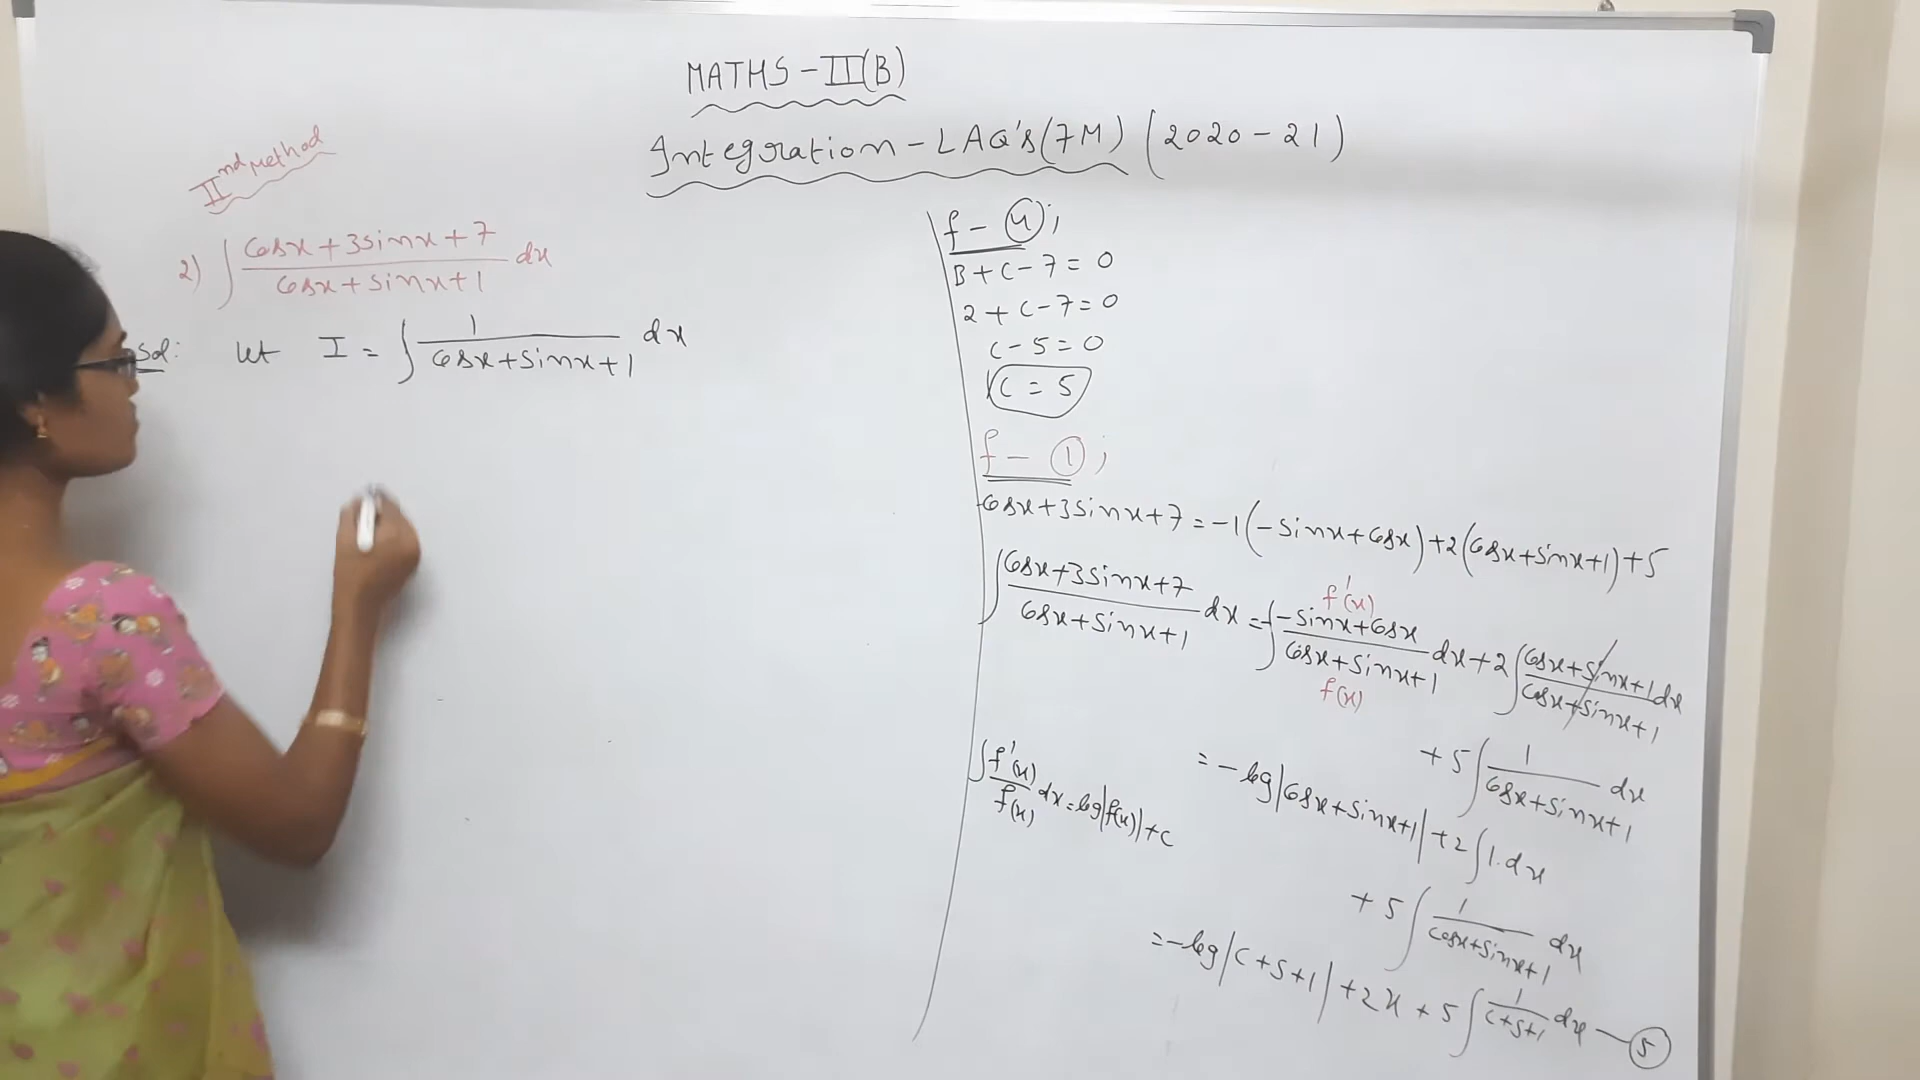 MATHS - II(B)
Integration - LAQ's (7M) (2020-21)
IInd Method
2) ∫ (cosx + 3sinx + 7)/(cosx + sinx + 1) dx
Sol: let I = ∫ 1/(cosx + sinx + 1) dx
f - ④;
B + C - 7 = 0
2 + C - 7 = 0
C - 5 = 0
C = 5
f - ①;
cosx + 3sinx + 7 = -1(-sinx + cosx) + 2(cosx + sinx + 1) + 5
f'(x)
∫ (cosx + 3sinx + 7)/(cosx + sinx + 1) dx = -∫ (-sinx + cosx)/(cosx + sinx + 1) dx + 2∫ (cosx + sinx + 1 dx)/(cosx + sinx + 1)
f(x)
+ 5∫ 1/(cosx + sinx + 1) dx
∫ f'(x)/f(x) dx = log|f(x)| + c
= -log|cosx + sinx + 1| + 2∫1.dx
+ 5∫ 1/(cosx + sinx + 1) dx
= -log|c + s + 1| + 2x + 5∫ 1/(c + s + 1) dx — ⑤